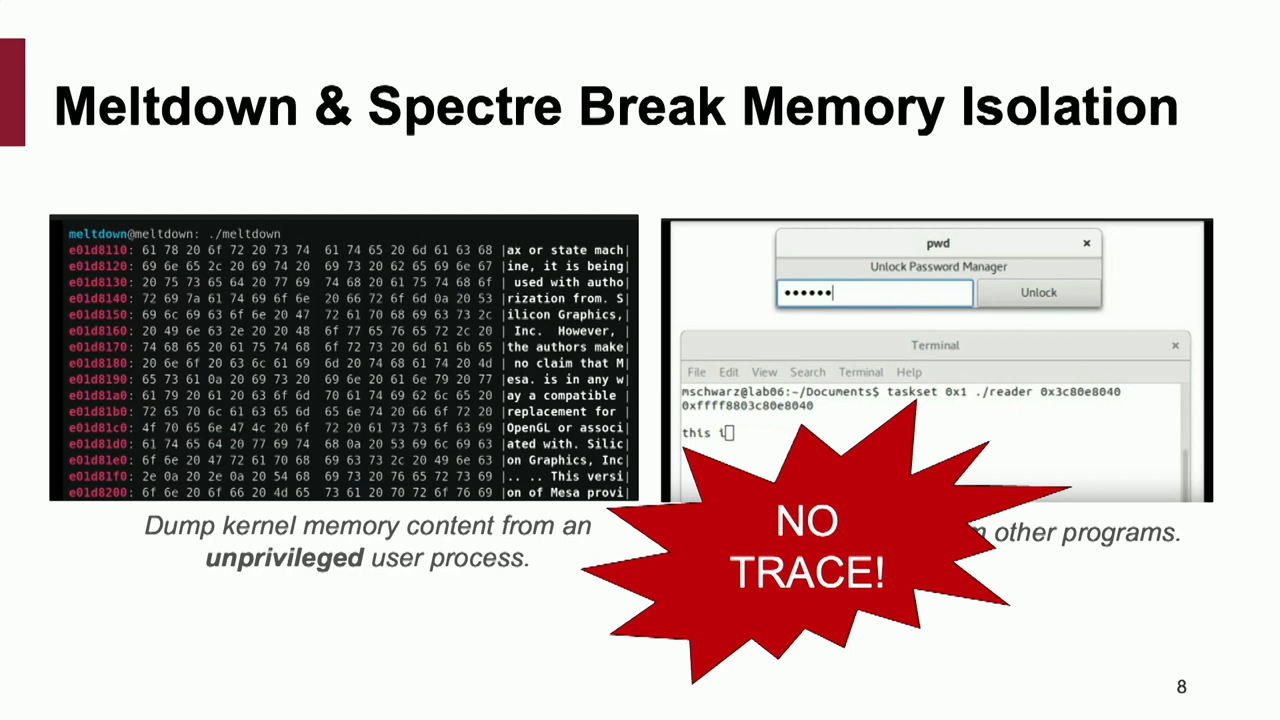 Meltdown & Spectre Break Memory Isolation
meltdown@meltdown: ./meltdown
e01d8110: 61 78 20 6f 72 20 73 74  61 74 65 20 6d 61 63 68 |ax or state mach|
e01d8120: 69 6e 65 2c 20 69 74 20  69 73 20 62 65 69 6e 67 |ine, it is being|
e01d8130: 20 75 73 65 64 20 77 69  74 68 20 61 75 74 68 6f | used with autho|
e01d8140: 72 69 7a 61 74 69 6f 6e  20 66 72 6f 6d 0a 20 53 |rization from. S|
e01d8150: 69 6c 69 63 6f 6e 20 47  72 61 70 68 69 63 73 2c |ilicon Graphics,|
e01d8160: 20 49 6e 63 2e 20 20 48  6f 77 65 76 65 72 2c 20 | Inc.  However, |
e01d8170: 74 68 65 20 61 75 74 68  6f 72 73 20 6d 61 6b 65 |the authors make|
e01d8180: 20 6e 6f 20 63 6c 61 69  6d 20 74 68 61 74 20 4d | no claim that M|
e01d8190: 65 73 61 0a 20 69 73 20  69 6e 20 61 6e 79 20 77 |esa. is in any w|
e01d81a0: 61 79 20 61 20 63 6f 6d  70 61 74 69 62 6c 65 20 |ay a compatible |
e01d81b0: 72 65 70 6c 61 63 65 6d  65 6e 74 20 66 6f 72 20 |replacement for |
e01d81c0: 4f 70 65 6e 47 4c 20 6f  72 20 61 73 73 6f 63 69 |OpenGL or associ|
e01d81d0: 61 74 65 64 20 77 69 74  68 0a 20 53 69 6c 69 63 |ated with. Silic|
e01d81e0: 6f 6e 20 47 72 61 70 68  69 63 73 2c 20 49 6e 63 |on Graphics, Inc|
e01d81f0: 2e 0a 20 2e 0a 20 54 68  69 73 20 76 65 72 73 69 |.. .. This versi|
e01d8200: 6f 6e 20 6f 66 20 4d 65  73 61 20 70 72 6f 76 69 |on of Mesa provi|
Dump kernel memory content from an
unprivileged user process.
pwd
Unlock Password Manager
Unlock
Terminal
File Edit View Search Terminal Help
mschwarz@lab06:~/Documents$ taskset 0x1 ./reader 0x3c80e8040
0xffff8803c80e8040
this i
other programs.
NO
TRACE!
8